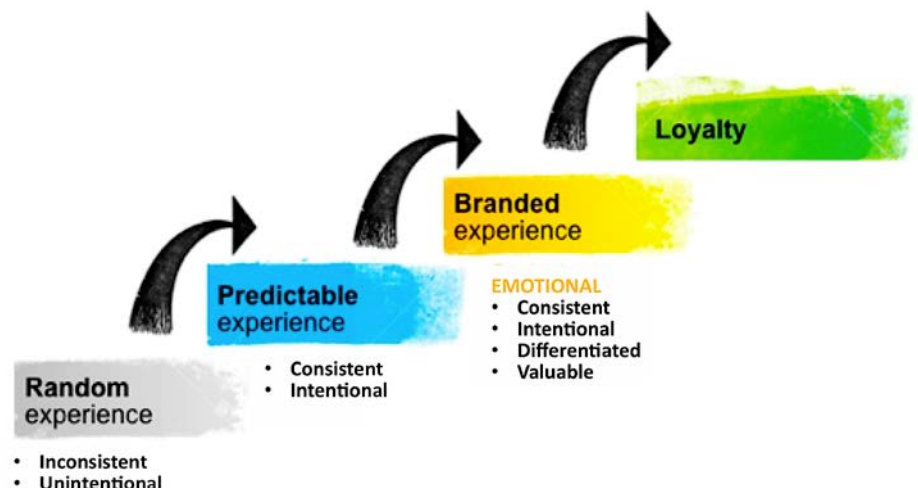 Loyalty
Branded
experience
EMOTIONAL
• Consistent
• Intentional
• Differentiated
• Valuable
Predictable
experience
• Consistent
• Intentional
Random
experience
• Inconsistent
• Unintentional